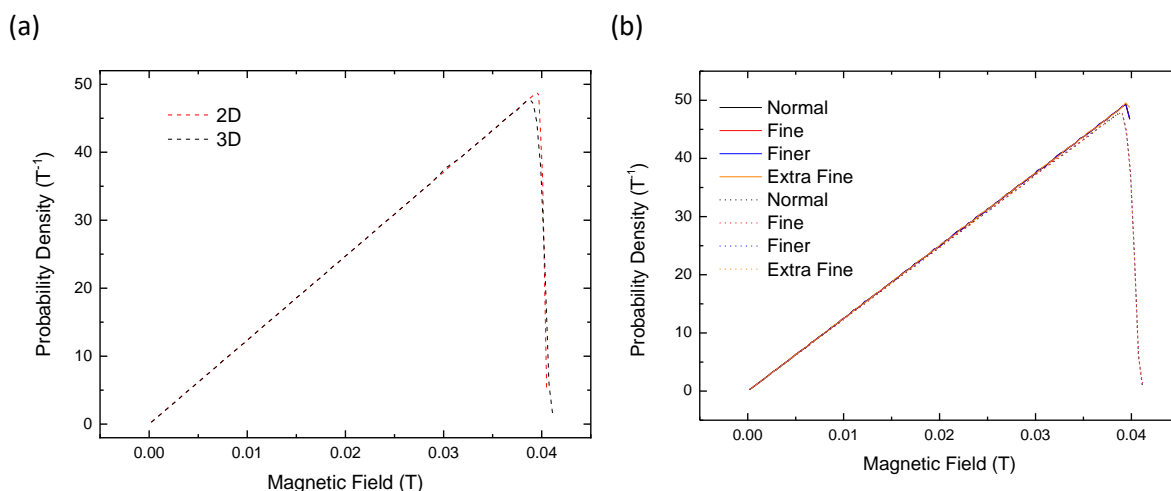 (a)
50
40
30
20
10
0
Probability Density (T⁻¹)
2D
3D
0.00 0.01 0.02 0.03 0.04
Magnetic Field (T)
(b)
50
40
30
20
10
0
Probability Density (T⁻¹)
Normal
Fine
Finer
Extra Fine
Normal
Fine
Finer
Extra Fine
0.00 0.01 0.02 0.03 0.04
Magnetic Field (T)